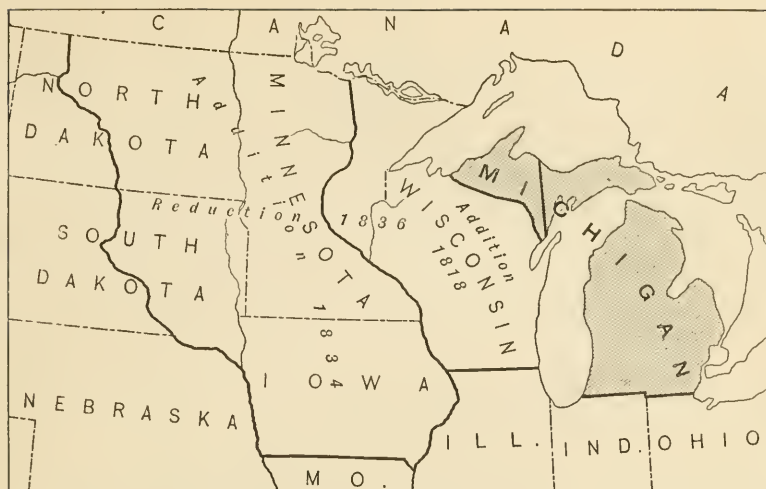 CANADA
NORTH
DAKOTA
Addition 1834
MINNESOTA
Reduction 1836
SOUTH
DAKOTA
WISCONSIN
Addition
1818
MICHIGAN
IOWA
NEBRASKA
ILL.
IND.
OHIO
MO.